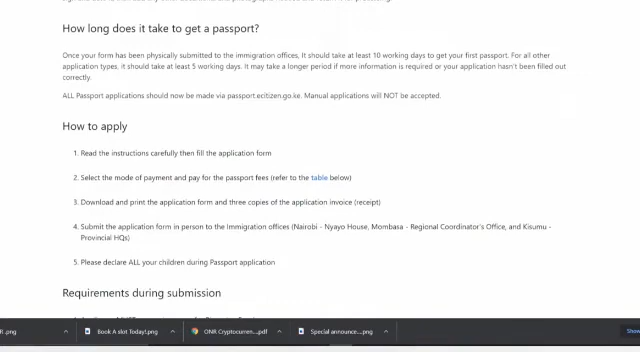 How long does it take to get a passport?
Once your form has been physically submitted to the immigration offices, It should take at least 10 working days to get your first passport. For all other
application types, it should take at least 5 working days. It may take a longer period if more information is required or your application hasn't been filled out
correctly.
ALL Passport applications should now be made via passport.ecitizen.go.ke. Manual applications will NOT be accepted.
How to apply
1. Read the instructions carefully then fill the application form
2. Select the mode of payment and pay for the passport fees (refer to the table below)
3. Download and print the application form and three copies of the application invoice (receipt)
4. Submit the application form in person to the Immigration offices (Nairobi - Nyayo House, Mombasa - Regional Coordinator's Office, and Kisumu -
Provincial HQs)
5. Please declare ALL your children during Passport application
Requirements during submission
R..png Book A slot Today!.png ONR Cryptocurren....pdf Special announce....png Show